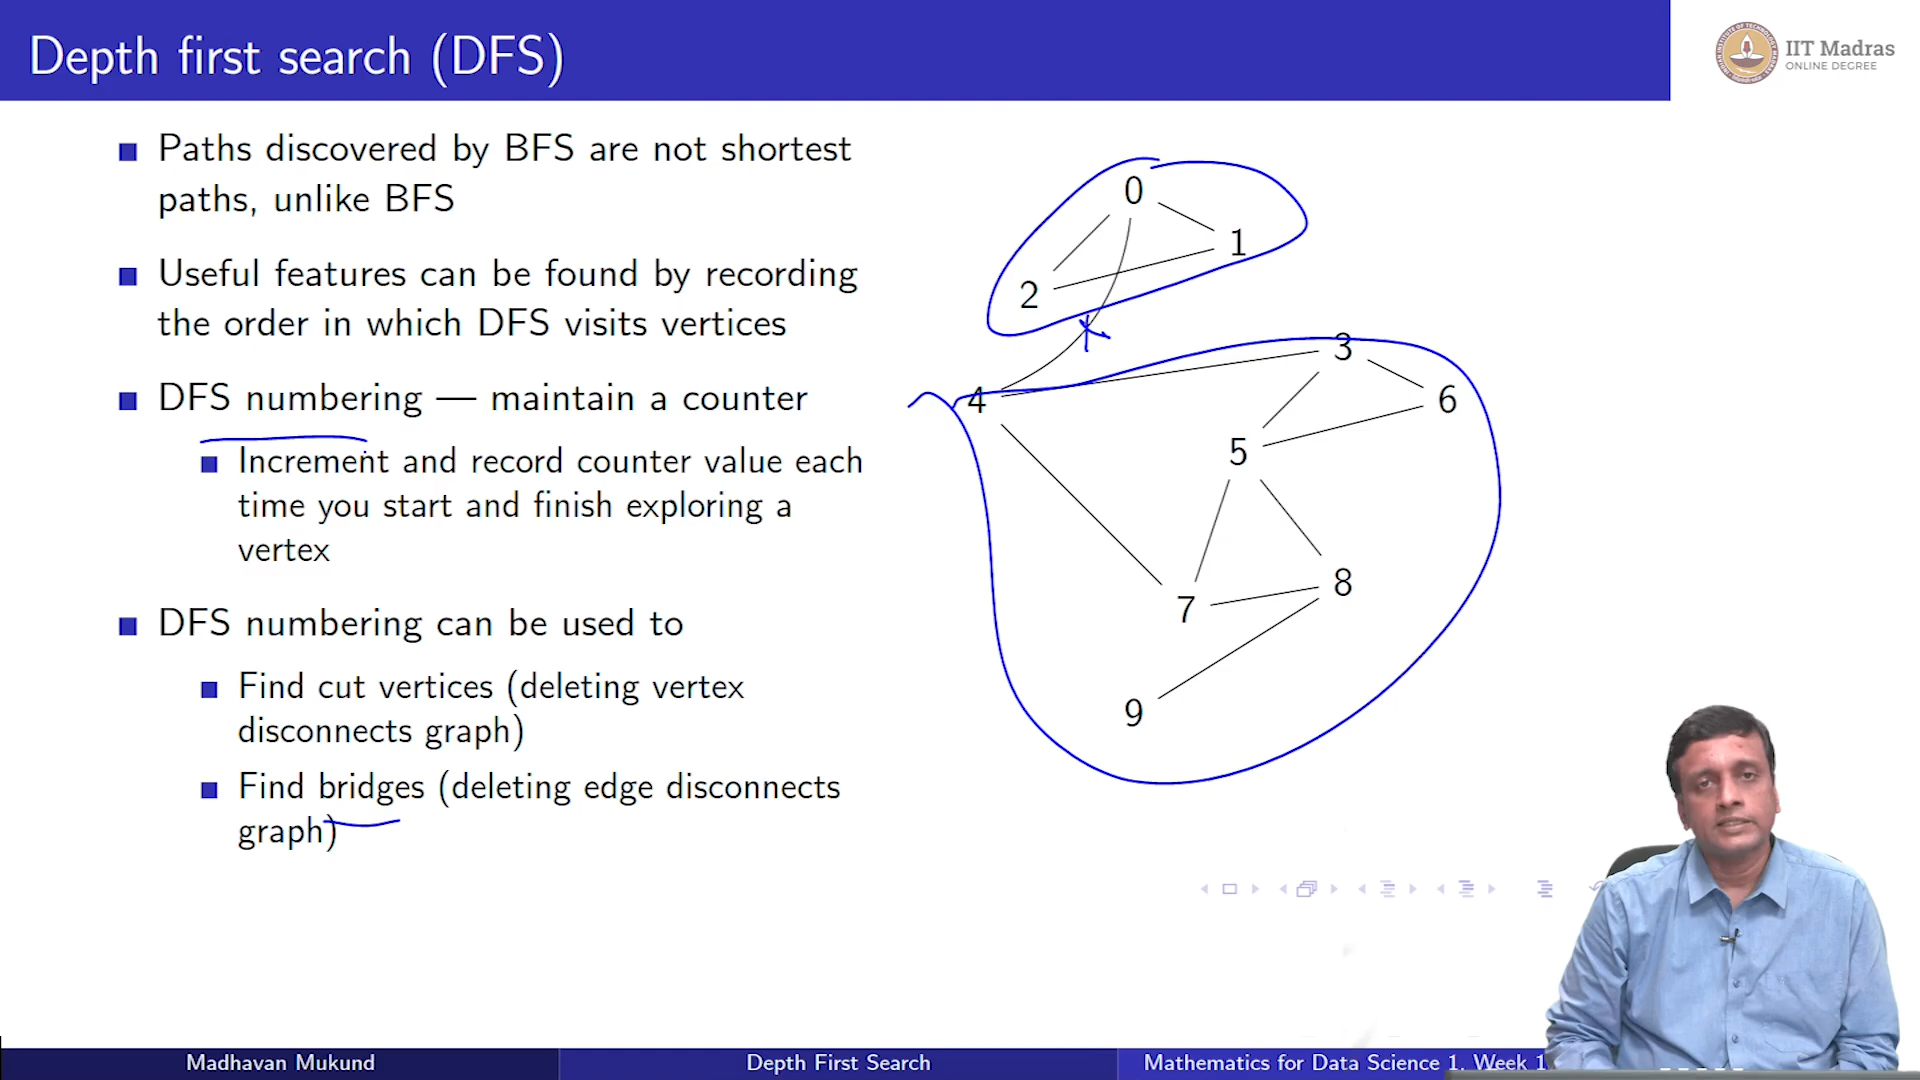 Depth first search (DFS)
IIT Madras
ONLINE DEGREE
Paths discovered by BFS are not shortest
paths, unlike BFS
Useful features can be found by recording
the order in which DFS visits vertices
DFS numbering — maintain a counter
Increment and record counter value each
time you start and finish exploring a
vertex
DFS numbering can be used to
Find cut vertices (deleting vertex
disconnects graph)
Find bridges (deleting edge disconnects
graph)
0
1
2
3
4
6
5
8
7
9
Madhavan Mukund
Depth First Search
Mathematics for Data Science 1, Week 1